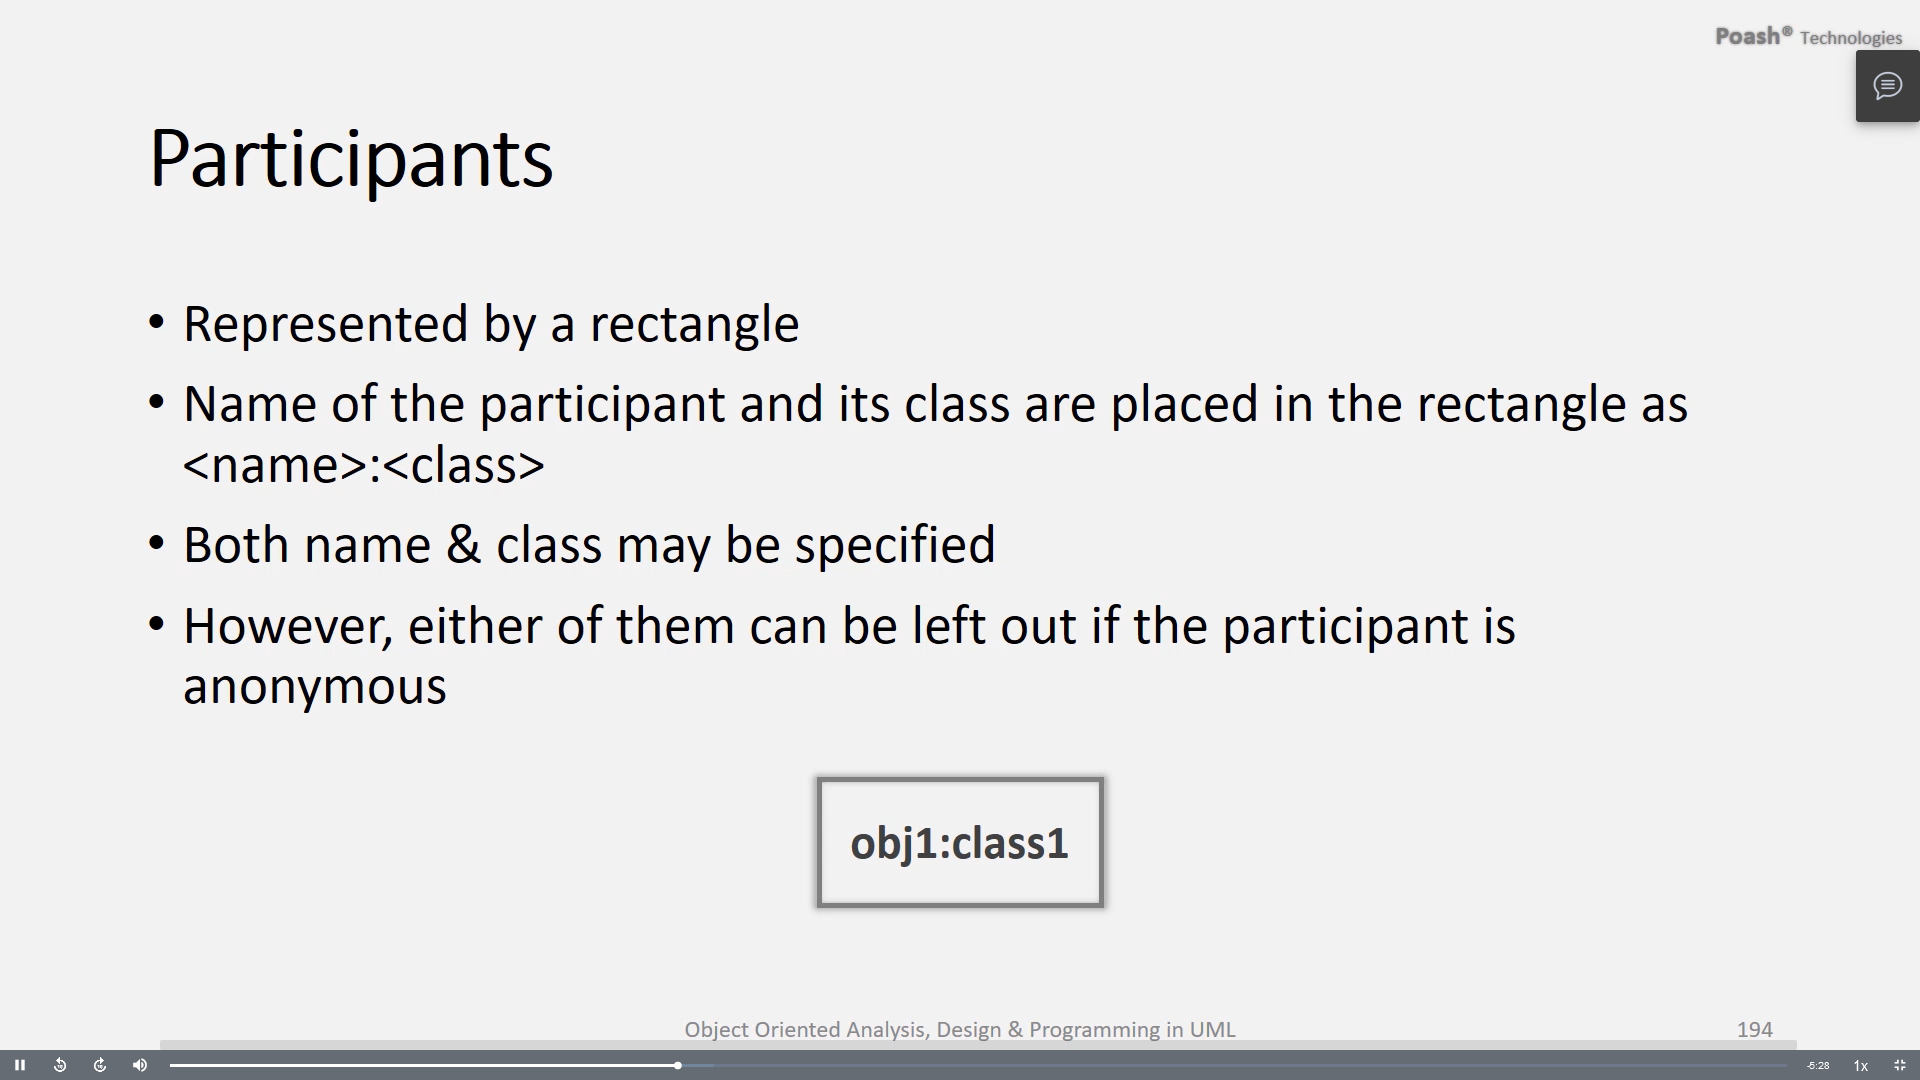 Poash® Technologies
Participants
• Represented by a rectangle
• Name of the participant and its class are placed in the rectangle as
<name>:<class>
• Both name & class may be specified
• However, either of them can be left out if the participant is
anonymous
obj1:class1
Object Oriented Analysis, Design & Programming in UML
194
-5:28
1x